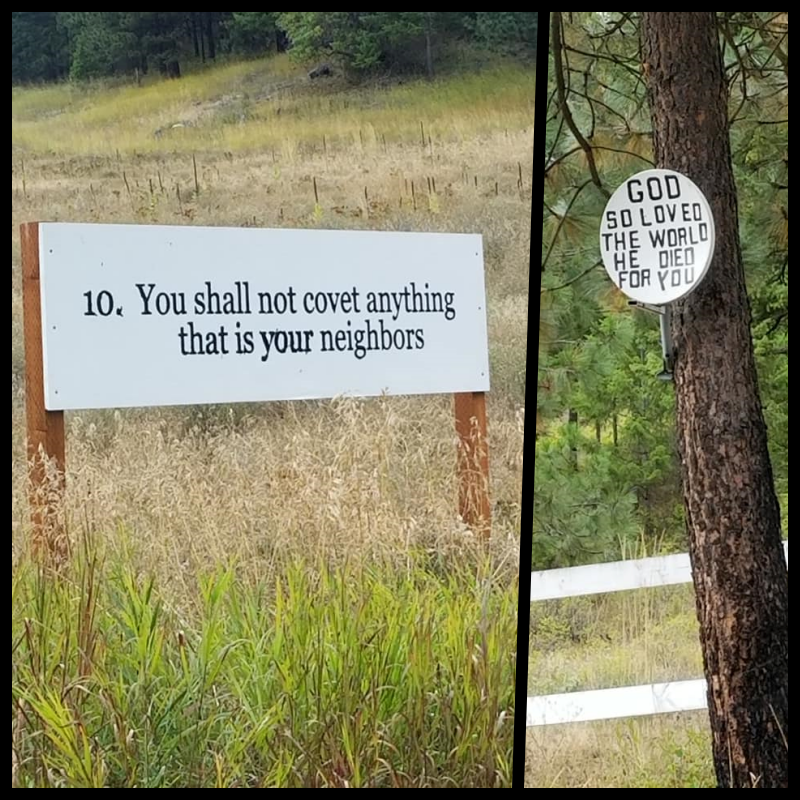 10. You shall not covet anything
that is your neighbors
GOD
SO LOVED
THE WORLD
HE DIED
FOR YOU